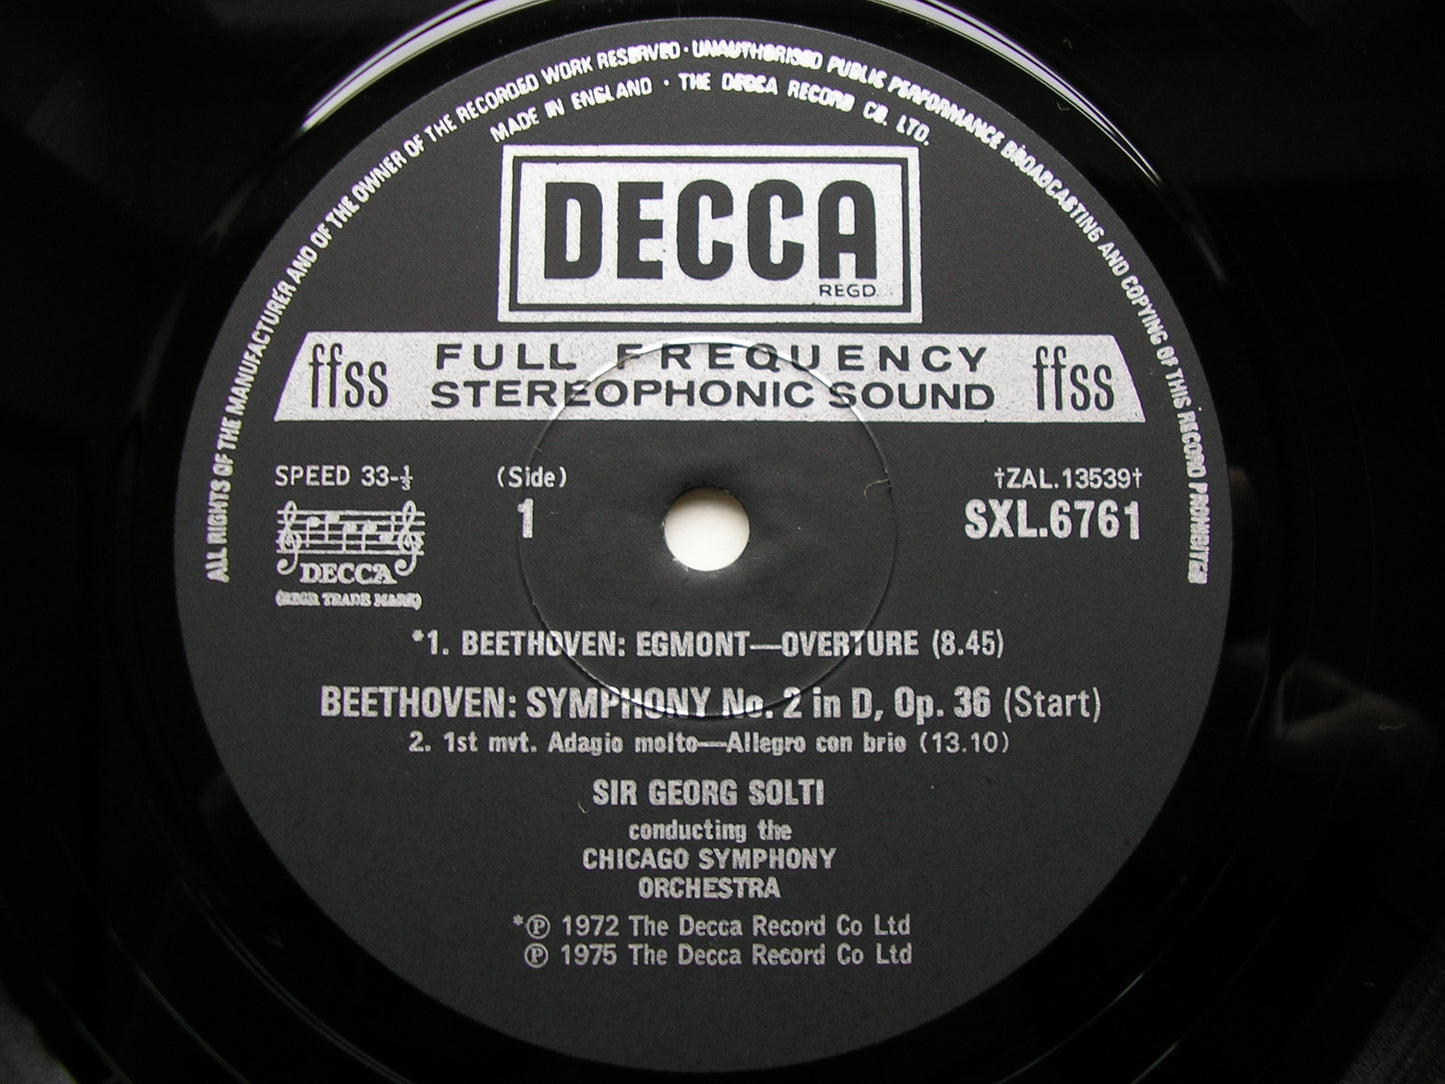 ALL RIGHTS OF THE MANUFACTURER AND OF THE OWNER OF THE RECORDED WORK RESERVED · UNAUTHORISED PUBLIC PERFORMANCE BROADCASTING AND COPYING OF THIS RECORD PROHIBITED
MADE IN ENGLAND · THE DECCA RECORD CO. LTD.
DECCA
REGD.
ffss FULL FREQUENCY ffss
STEREOPHONIC SOUND
SPEED 33-⅓ (Side) †ZAL.13539†
1 SXL.6761
DECCA
(REGR TRADE MARK)
*1. BEETHOVEN: EGMONT—OVERTURE (8.45)
BEETHOVEN: SYMPHONY No. 2 in D, Op. 36 (Start)
2. 1st mvt. Adagio molto—Allegro con brio (13.10)
SIR GEORG SOLTI
conducting the
CHICAGO SYMPHONY
ORCHESTRA
*Ⓟ 1972 The Decca Record Co Ltd
Ⓟ 1975 The Decca Record Co Ltd